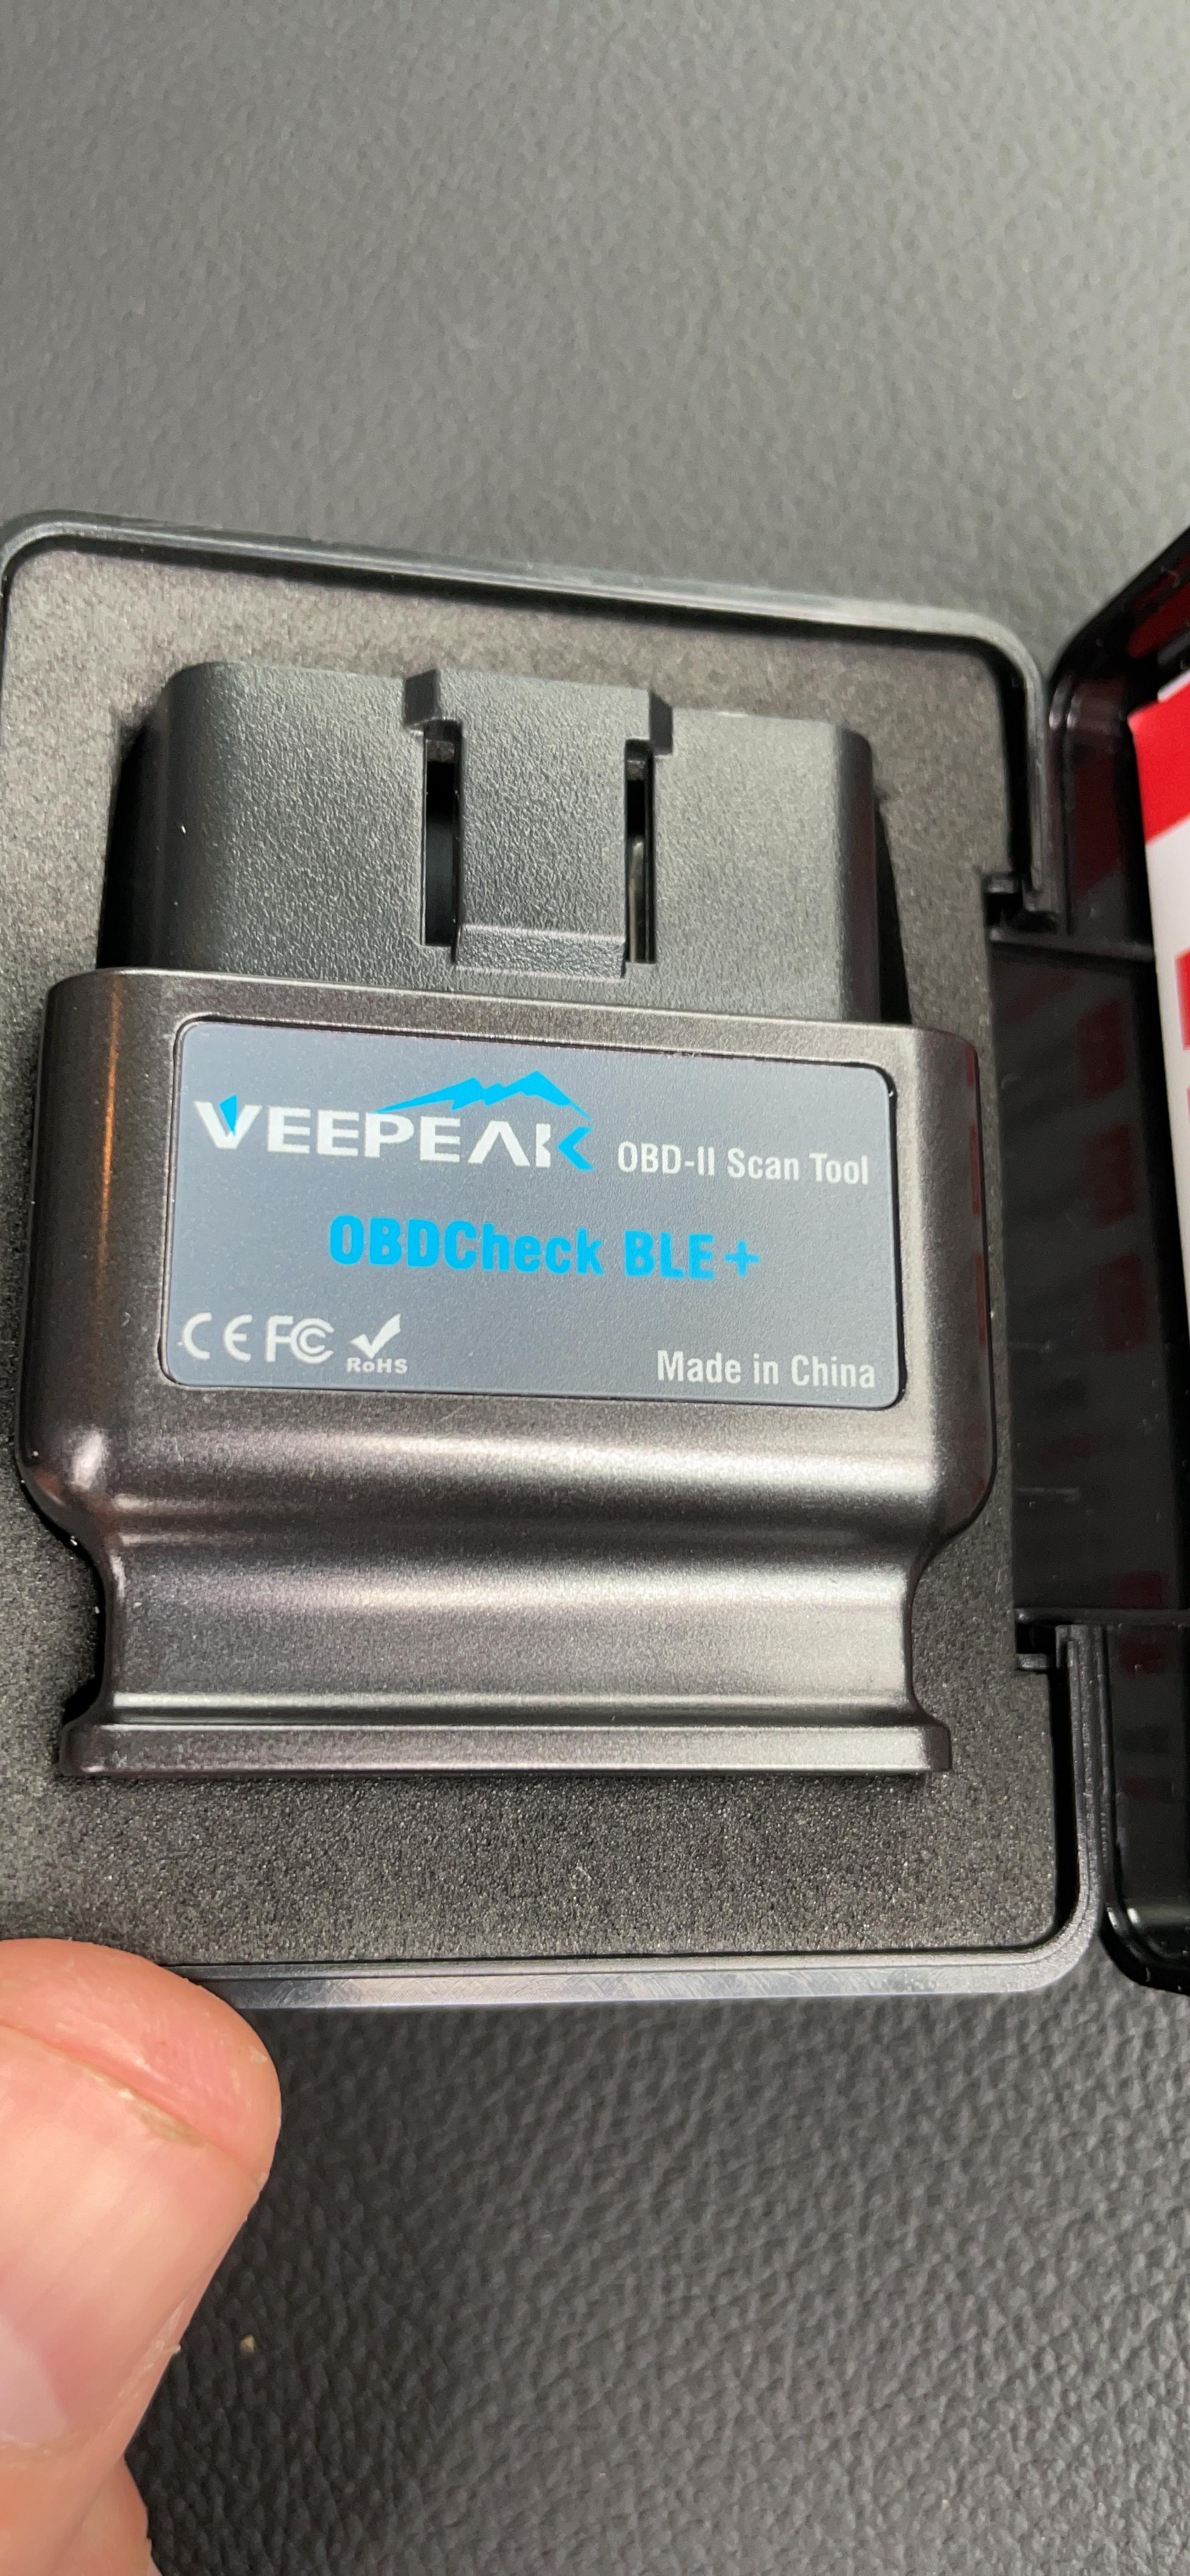 VEEPEAK OBD-II Scan Tool
OBDCheck BLE+
CE FC RoHS Made in China